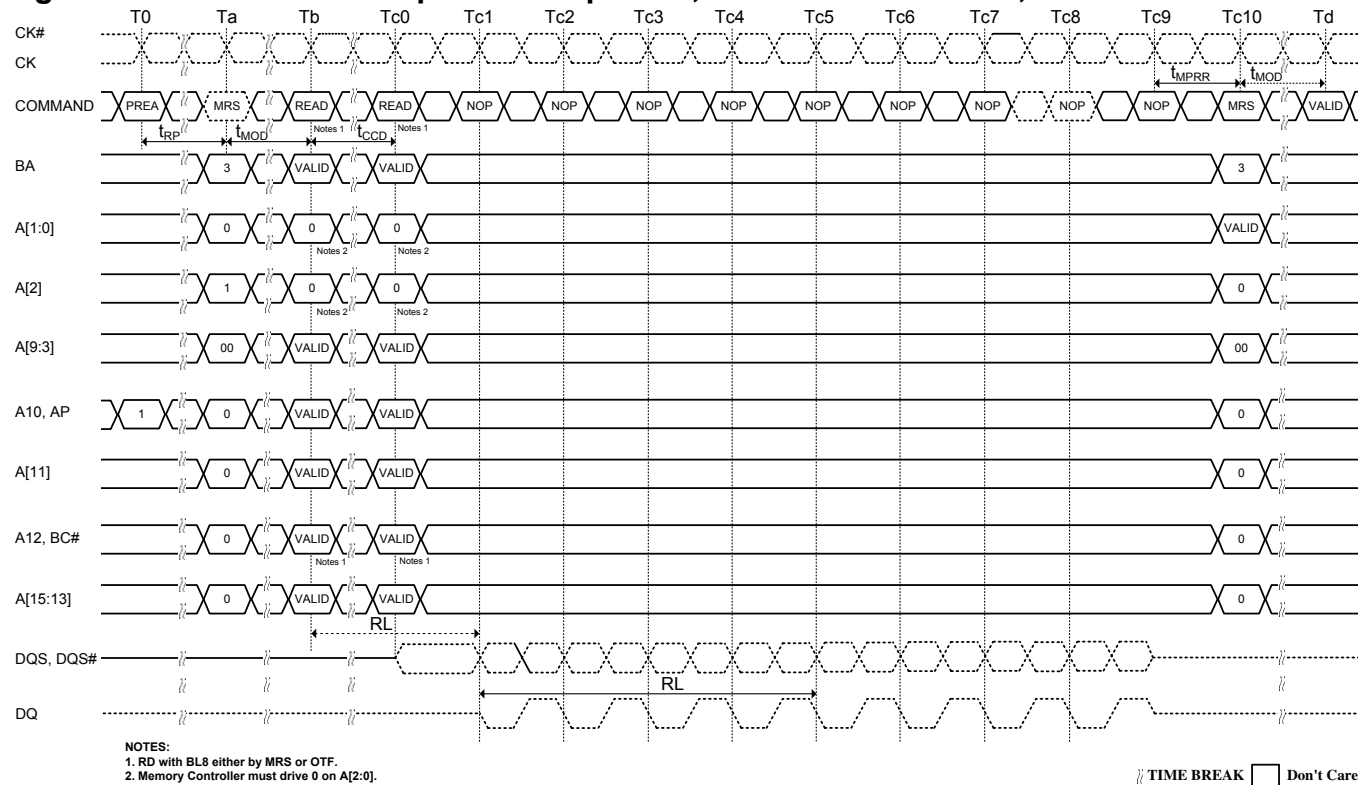 T0 Ta Tb Tc0 Tc1 Tc2 Tc3 Tc4 Tc5 Tc6 Tc7 Tc8 Tc9 Tc10 Td
CK#
CK
tMPRR tMOD
COMMAND PREA MRS READ READ NOP NOP NOP NOP NOP NOP NOP NOP NOP MRS VALID
Notes 1 Notes 1
tRP tMOD tCCD
BA 3 VALID VALID 3
A[1:0] 0 0 0 VALID
Notes 2 Notes 2
A[2] 1 0 0 0
Notes 2 Notes 2
A[9:3] 00 VALID VALID 00
A10, AP 1 0 VALID VALID 0
A[11] 0 VALID VALID 0
A12, BC# 0 VALID VALID 0
Notes 1 Notes 1
A[15:13] 0 VALID VALID 0
RL
DQS, DQS#
RL
DQ
NOTES:
1. RD with BL8 either by MRS or OTF.
2. Memory Controller must drive 0 on A[2:0].
TIME BREAK Don't Care